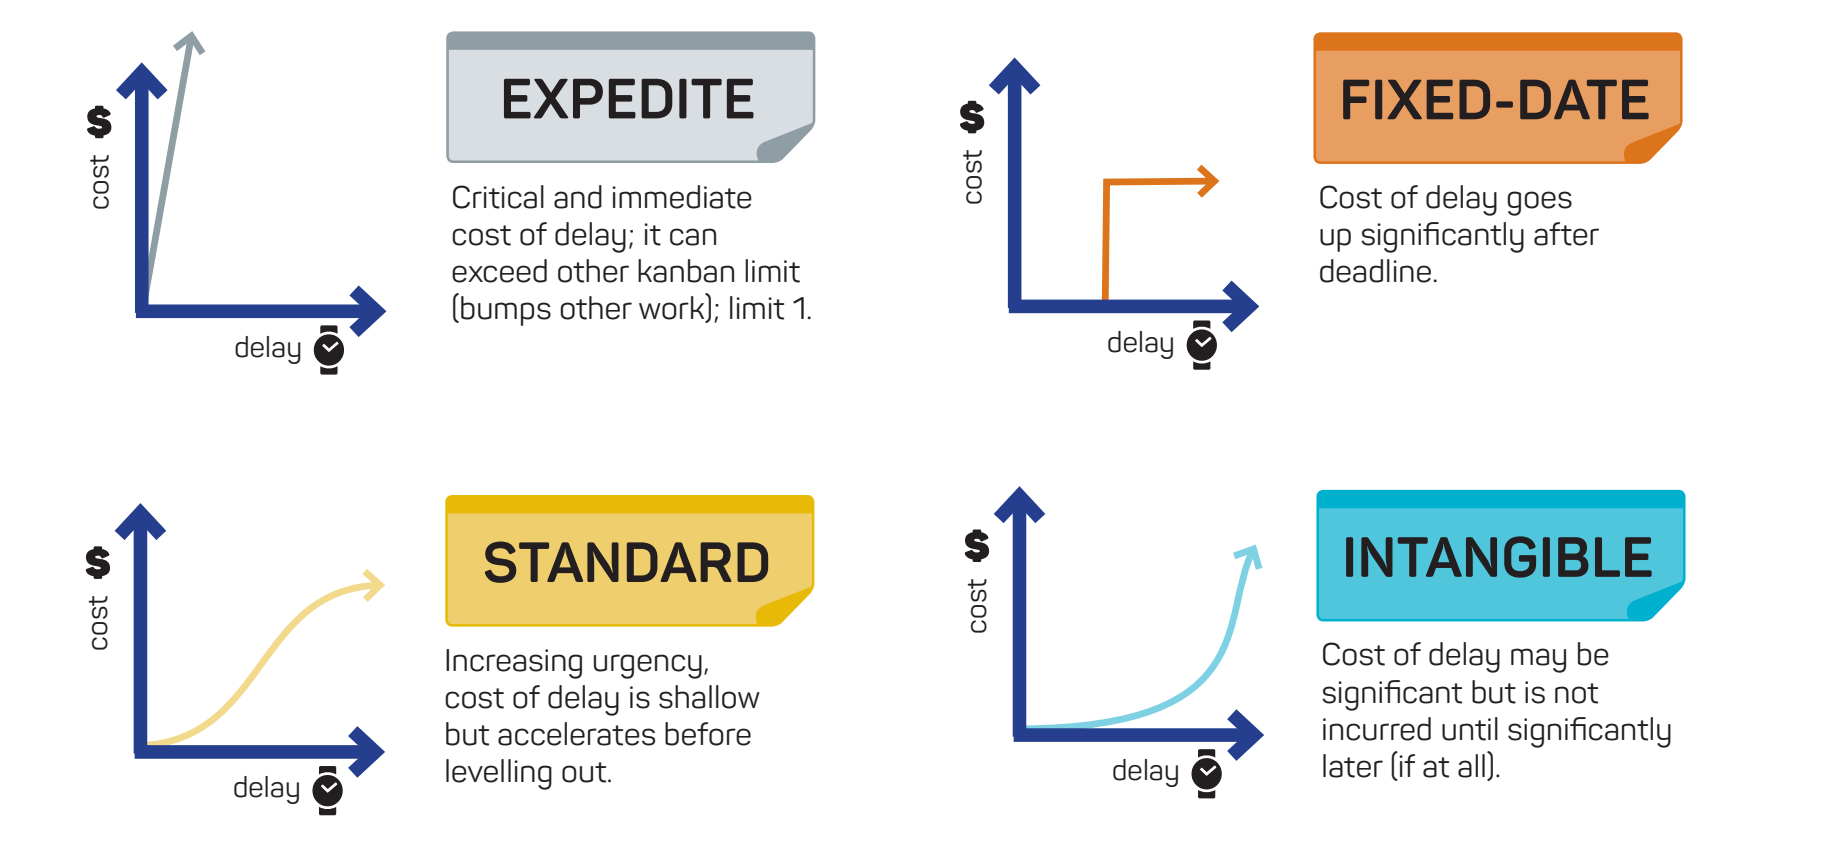 $
cost
delay
EXPEDITE
Critical and immediate
cost of delay; it can
exceed other kanban limit
(bumps other work); limit 1.
$
cost
delay
FIXED-DATE
Cost of delay goes
up significantly after
deadline.
$
cost
delay
STANDARD
Increasing urgency,
cost of delay is shallow
but accelerates before
levelling out.
$
cost
delay
INTANGIBLE
Cost of delay may be
significant but is not
incurred until significantly
later (if at all).